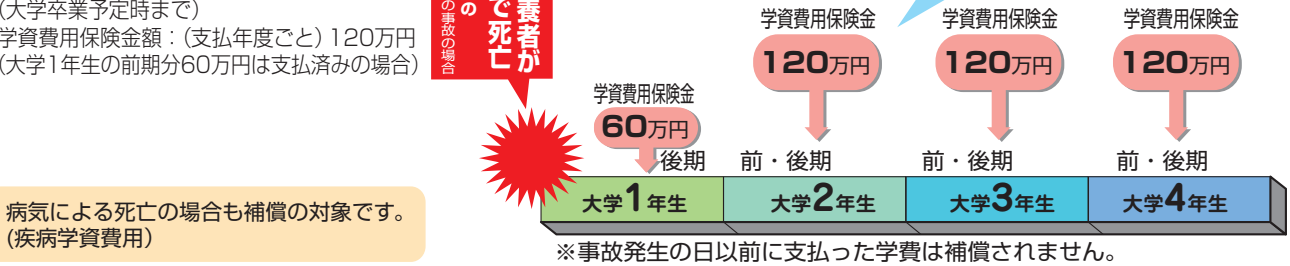 (大学卒業予定時まで)
学資費用保険金額:(支払年度ごと)120万円
(大学1年生の前期分60万円は支払済みの場合)
養者が
で死亡
の
の事故の場合
学資費用保険金
120万円
学資費用保険金
120万円
学資費用保険金
120万円
学資費用保険金
60万円
後期
前・後期
前・後期
前・後期
大学1年生
大学2年生
大学3年生
大学4年生
病気による死亡の場合も補償の対象です。
(疾病学資費用)
※事故発生の日以前に支払った学費は補償されません。